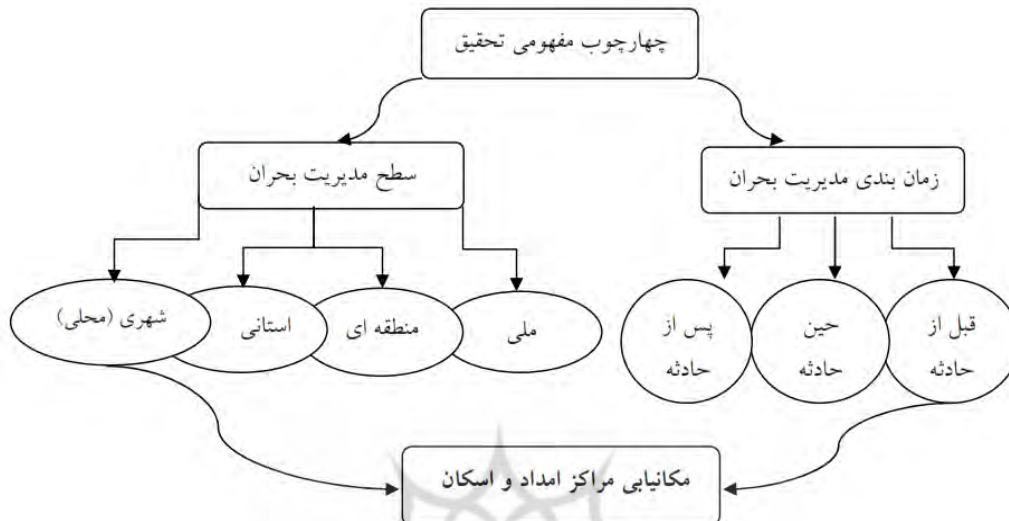 چهارچوب مفهومی تحقیق
زمان بندی مدیریت بحران
سطح مدیریت بحران
قبل از
حادثه
حین
حادثه
پس از
حادثه
ملی
منطقه ای
استانی
شهری (محلی)
مکانیابی مراکز امداد و اسکان